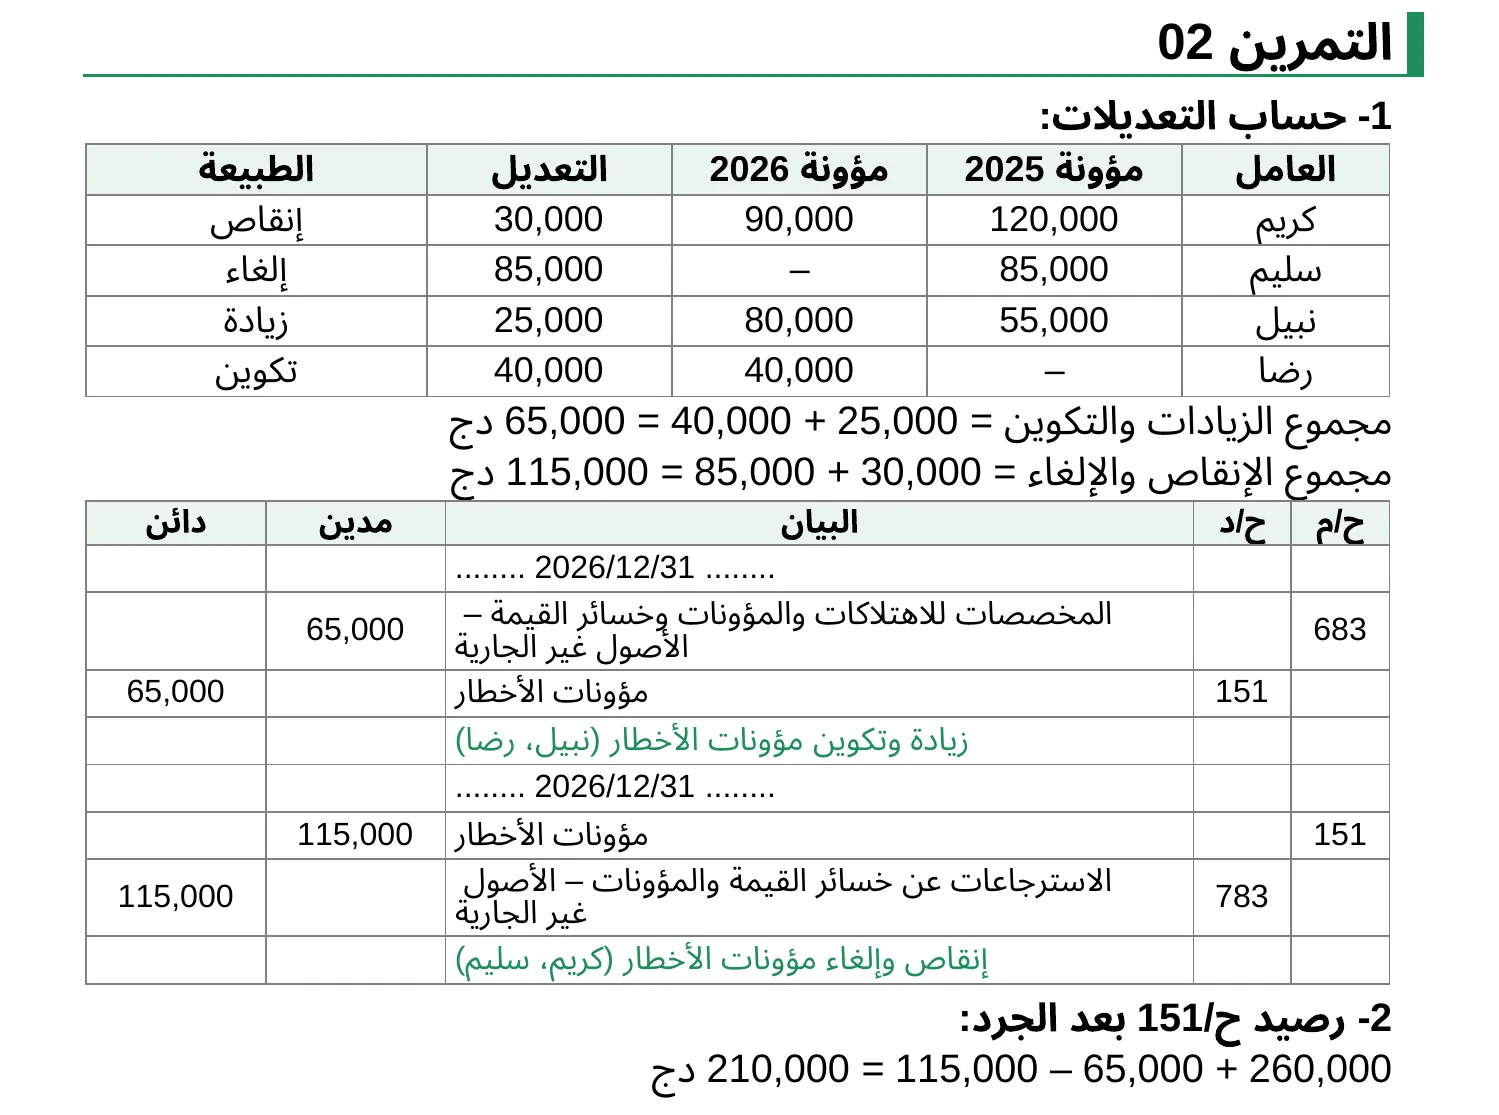 التمرين 02
1- حساب التعديلات:
العامل مؤونة 2025 مؤونة 2026 التعديل الطبيعة
كريم 120,000 90,000 30,000 إنقاص
سليم 85,000 – 85,000 إلغاء
نبيل 55,000 80,000 25,000 زيادة
رضا – 40,000 40,000 تكوين
مجموع الزيادات والتكوين = 25,000 + 40,000 = 65,000 دج
مجموع الإنقاص والإلغاء = 30,000 + 85,000 = 115,000 دج
ح/م ح/د البيان مدين دائن
........ 2026/12/31 ........
المخصصات للاهتلاكات والمؤونات وخسائر القيمة –
683 الأصول غير الجارية 65,000
151 مؤونات الأخطار 65,000
زيادة وتكوين مؤونات الأخطار (نبيل، رضا)
........ 2026/12/31 ........
151 مؤونات الأخطار 115,000
الاسترجاعات عن خسائر القيمة والمؤونات – الأصول
783 غير الجارية 115,000
إنقاص وإلغاء مؤونات الأخطار (كريم، سليم)
2- رصيد ح/151 بعد الجرد:
260,000 + 65,000 – 115,000 = 210,000 دج